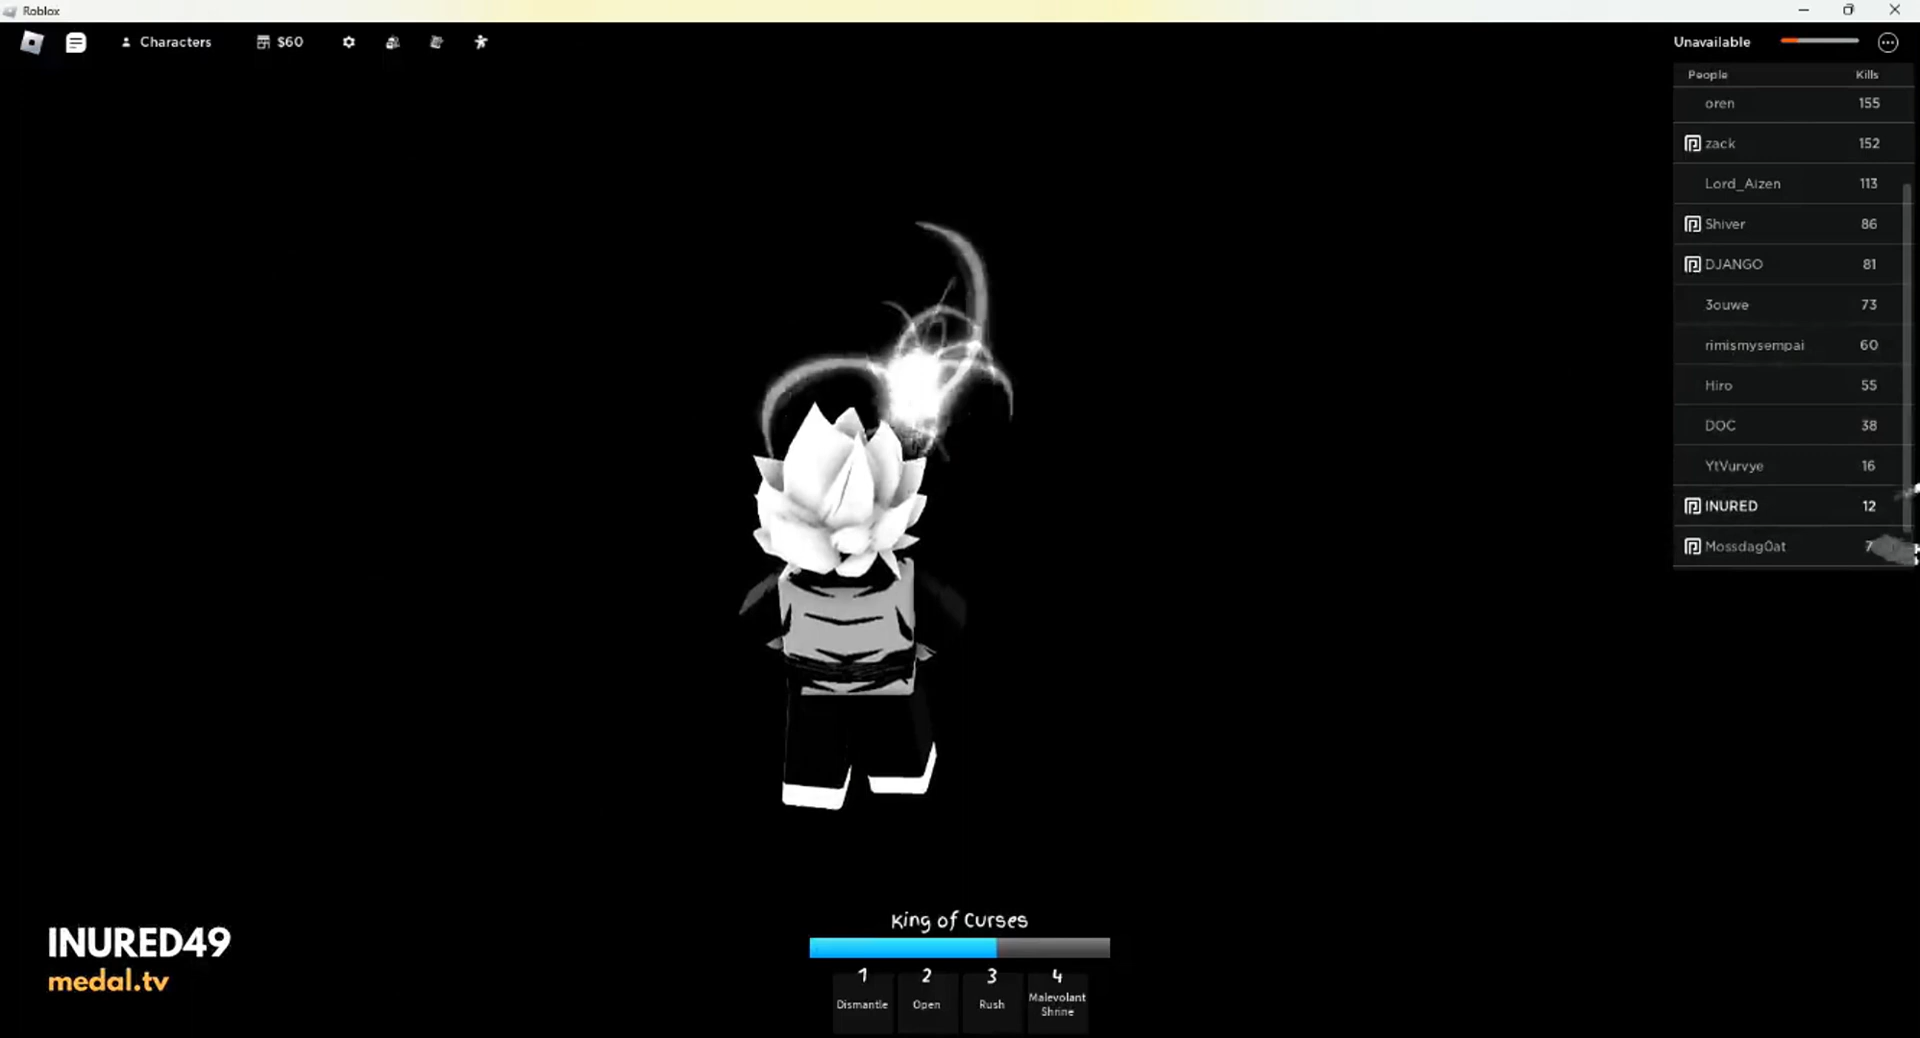 Roblox
Characters
$60
Unavailable
People Kills
oren 155
zack 152
Lord_Aizen 113
Shiver 86
DJANGO 81
3ouwe 73
rimismysempai 60
Hiro 55
DOC 38
YtVurvye 16
INURED 12
Mossdag0at 7
King of Curses
1 2 3 4
Dismantle Open Rush Malevolant
Shrine
INURED49
medal.tv